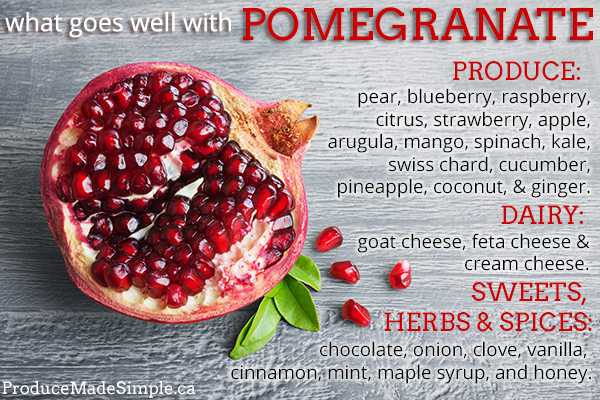 what goes well with POMEGRANATE
PRODUCE:
pear, blueberry, raspberry,
citrus, strawberry, apple,
arugula, mango, spinach, kale,
swiss chard, cucumber,
pineapple, coconut, & ginger.
DAIRY:
goat cheese, feta cheese &
cream cheese.
SWEETS,
HERBS & SPICES:
chocolate, onion, clove, vanilla,
cinnamon, mint, maple syrup, and honey.
ProduceMadeSimple.ca